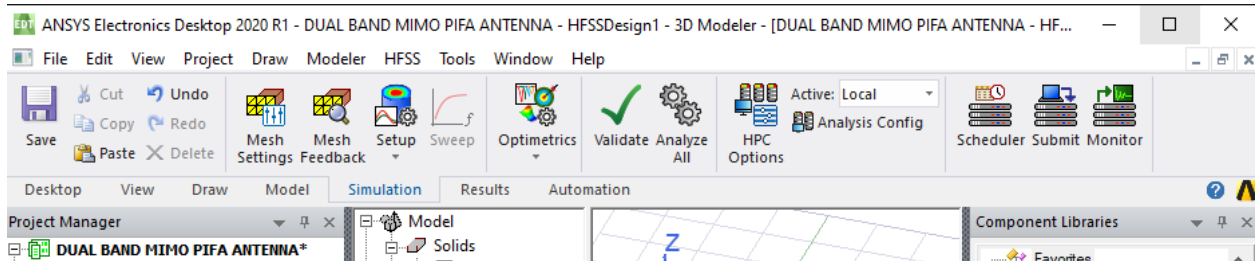 EDT ANSYS Electronics Desktop 2020 R1 - DUAL BAND MIMO PIFA ANTENNA - HFSSDesign1 - 3D Modeler - [DUAL BAND MIMO PIFA ANTENNA - HF...
File Edit View Project Draw Modeler HFSS Tools Window Help
Save
Cut Undo
Copy Redo
Paste Delete
Mesh Settings
Mesh Feedback
Setup
Sweep
Optimetrics
Validate
Analyze All
HPC Options
Active: Local
Analysis Config
Scheduler
Submit
Monitor
Desktop View Draw Model Simulation Results Automation
Project Manager
DUAL BAND MIMO PIFA ANTENNA*
Model
Solids
Z
Component Libraries
Favorites